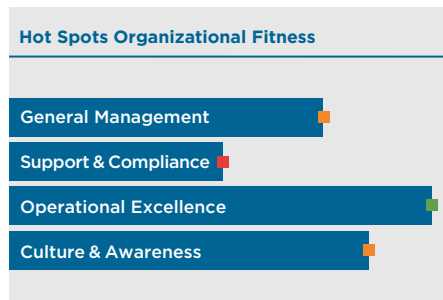 Hot Spots Organizational Fitness
General Management
Support & Compliance
Operational Excellence
Culture & Awareness